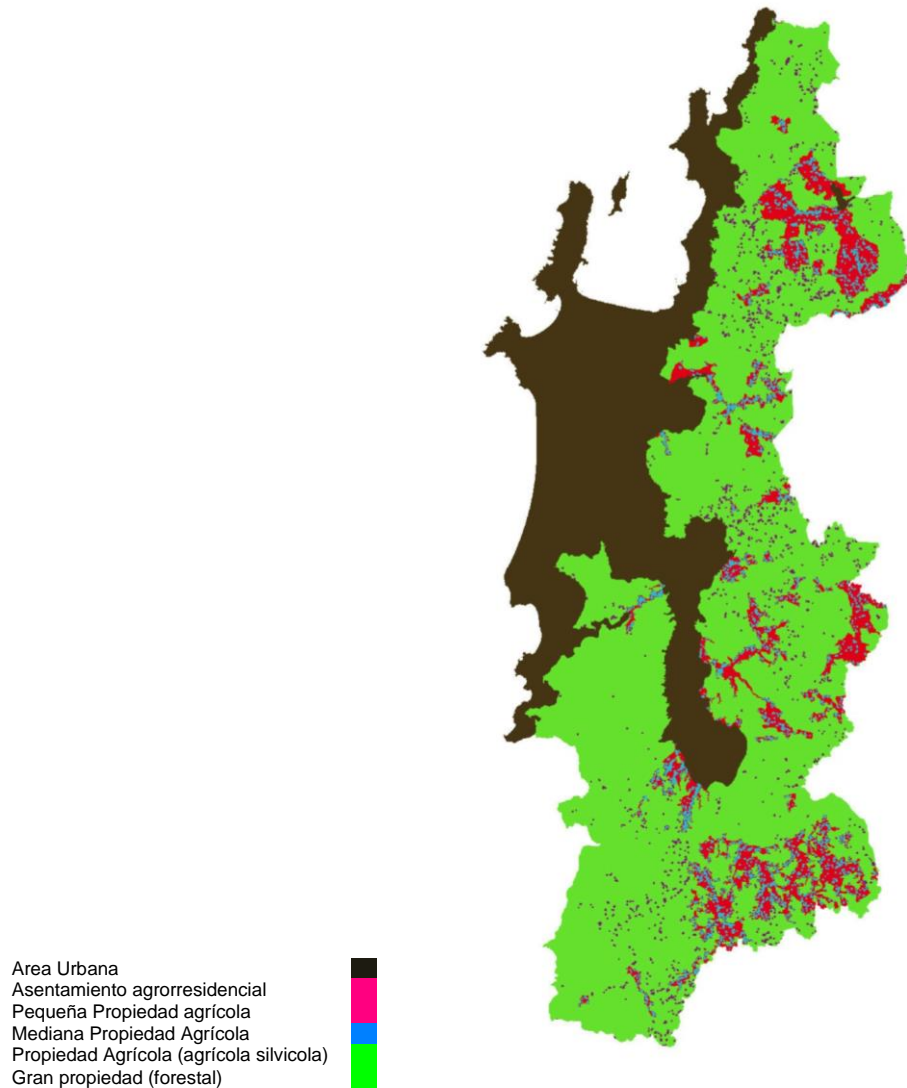 Area Urbana
Asentamiento agrorresidencial
Pequeña Propiedad agrícola
Mediana Propiedad Agrícola
Propiedad Agrícola (agrícola silvicola)
Gran propiedad (forestal)